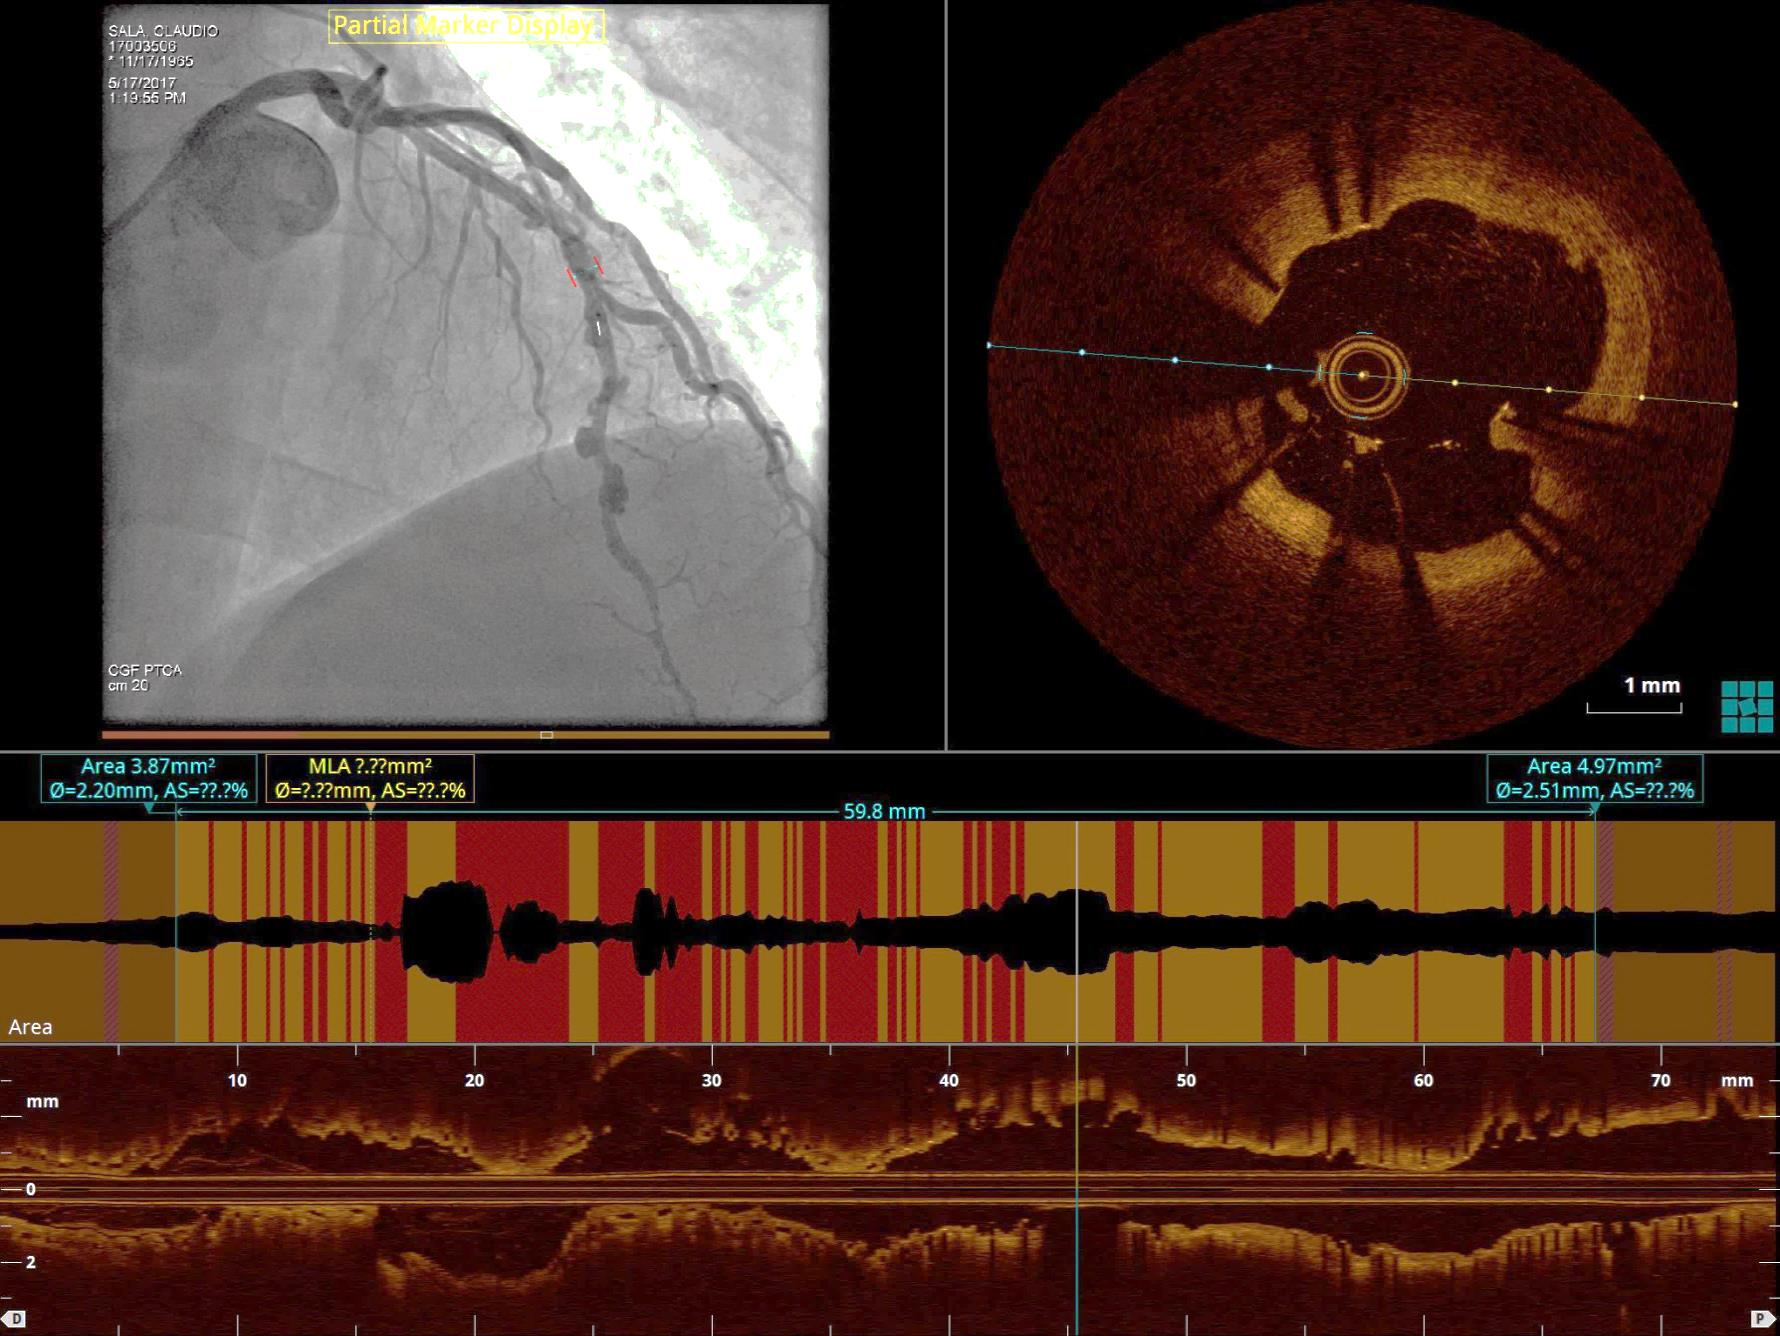 Partial Marker Display
SALA, CLAUDIO
17003506
* 11/17/1965
5/17/2017
1:19:55 PM
CGF PTCA
cm 20
1 mm
Area 3.87mm²
Ø=2.20mm, AS=??.?%
MLA ?.??mm²
Ø=?.??mm, AS=??.?%
59.8 mm
Area 4.97mm²
Ø=2.51mm, AS=??.?%
Area
10 20 30 40 50 60 70 mm
mm
0
2
D P